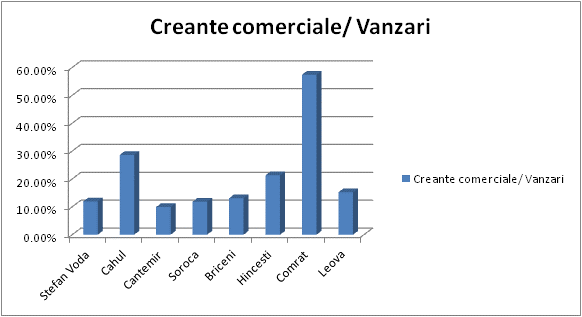 Creante comerciale/ Vanzari
60.00%
50.00%
40.00%
30.00%
20.00%
10.00%
0.00%
Stefan Voda
Cahul
Cantemir
Soroca
Briceni
Hincesti
Comrat
Leova
Creante comerciale/ Vanzari